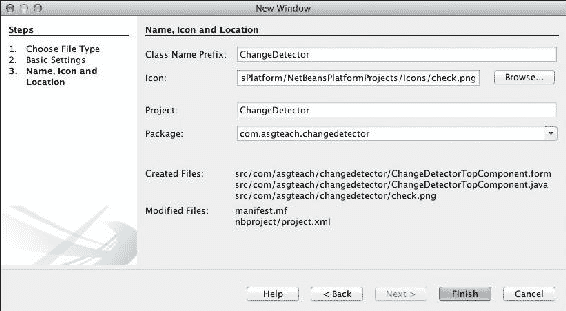 New Window
Steps
1. Choose File Type
2. Basic Settings
3. Name, Icon and
Location
Name, Icon and Location
Class Name Prefix: ChangeDetector
Icon: sPlatform/NetBeansPlatformProjects/Icons/check.png Browse...
Project: ChangeDetector
Package: com.asgteach.changedetector
Created Files: src/com/asgteach/changedetector/ChangeDetectorTopComponent.form
src/com/asgteach/changedetector/ChangeDetectorTopComponent.java
src/com/asgteach/changedetector/check.png
Modified Files: manifest.mf
nbproject/project.xml
Help < Back Next > Finish Cancel